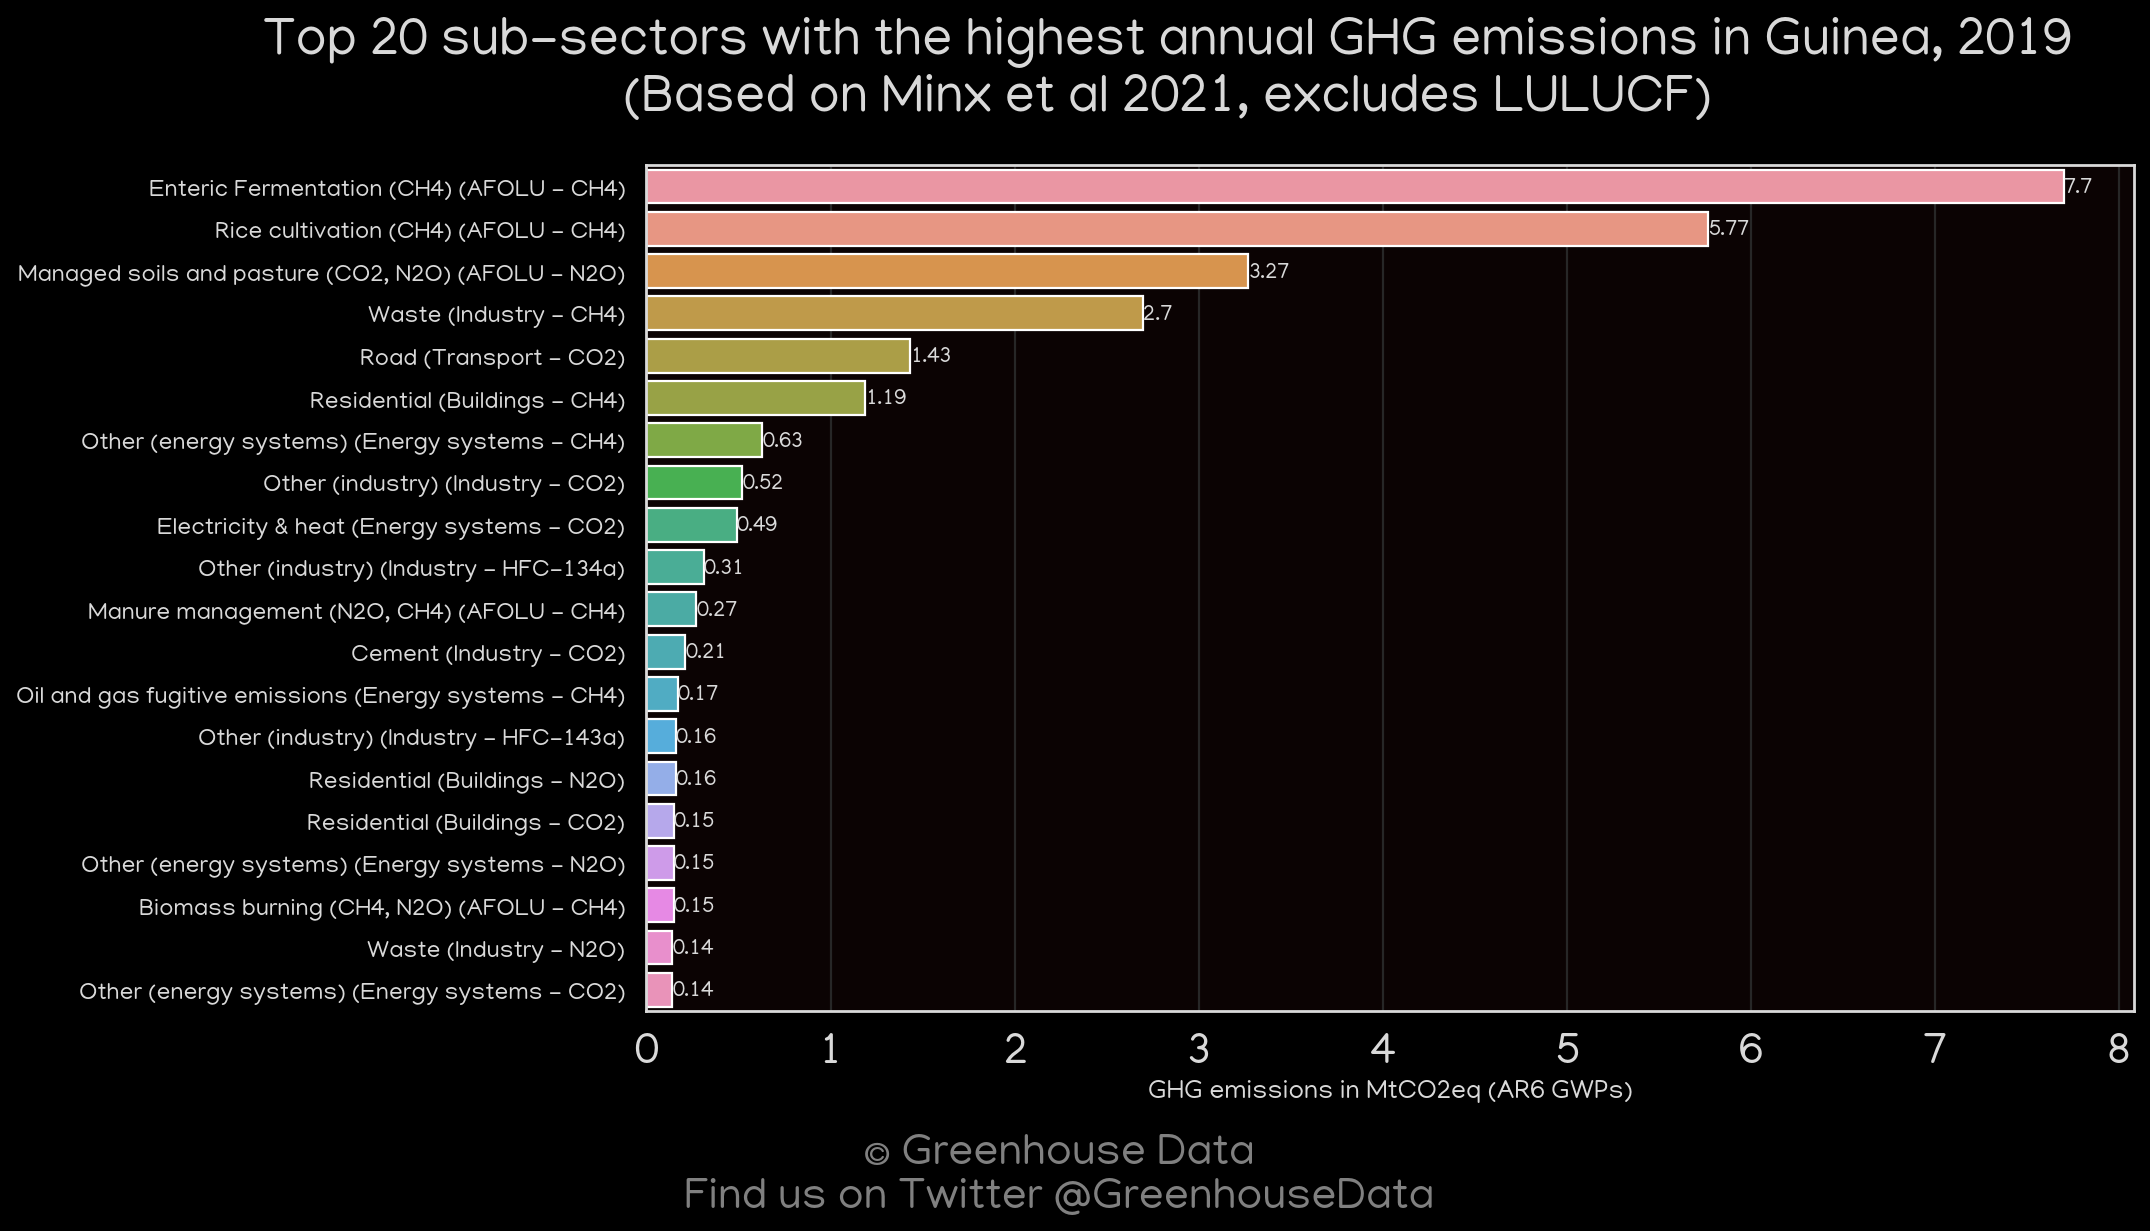 Top 20 sub-sectors with the highest annual GHG emissions in Guinea, 2019
(Based on Minx et al 2021, excludes LULUCF)
Enteric Fermentation (CH4) (AFOLU - CH4) 7.7
Rice cultivation (CH4) (AFOLU - CH4) 5.77
Managed soils and pasture (CO2, N2O) (AFOLU - N2O) 3.27
Waste (Industry - CH4) 2.7
Road (Transport - CO2) 1.43
Residential (Buildings - CH4) 1.19
Other (energy systems) (Energy systems - CH4) 0.63
Other (industry) (Industry - CO2) 0.52
Electricity & heat (Energy systems - CO2) 0.49
Other (industry) (Industry - HFC-134a) 0.31
Manure management (N2O, CH4) (AFOLU - CH4) 0.27
Cement (Industry - CO2) 0.21
Oil and gas fugitive emissions (Energy systems - CH4) 0.17
Other (industry) (Industry - HFC-143a) 0.16
Residential (Buildings - N2O) 0.16
Residential (Buildings - CO2) 0.15
Other (energy systems) (Energy systems - N2O) 0.15
Biomass burning (CH4, N2O) (AFOLU - CH4) 0.15
Waste (Industry - N2O) 0.14
Other (energy systems) (Energy systems - CO2) 0.14
0 1 2 3 4 5 6 7 8
GHG emissions in MtCO2eq (AR6 GWPs)
© Greenhouse Data
Find us on Twitter @GreenhouseData